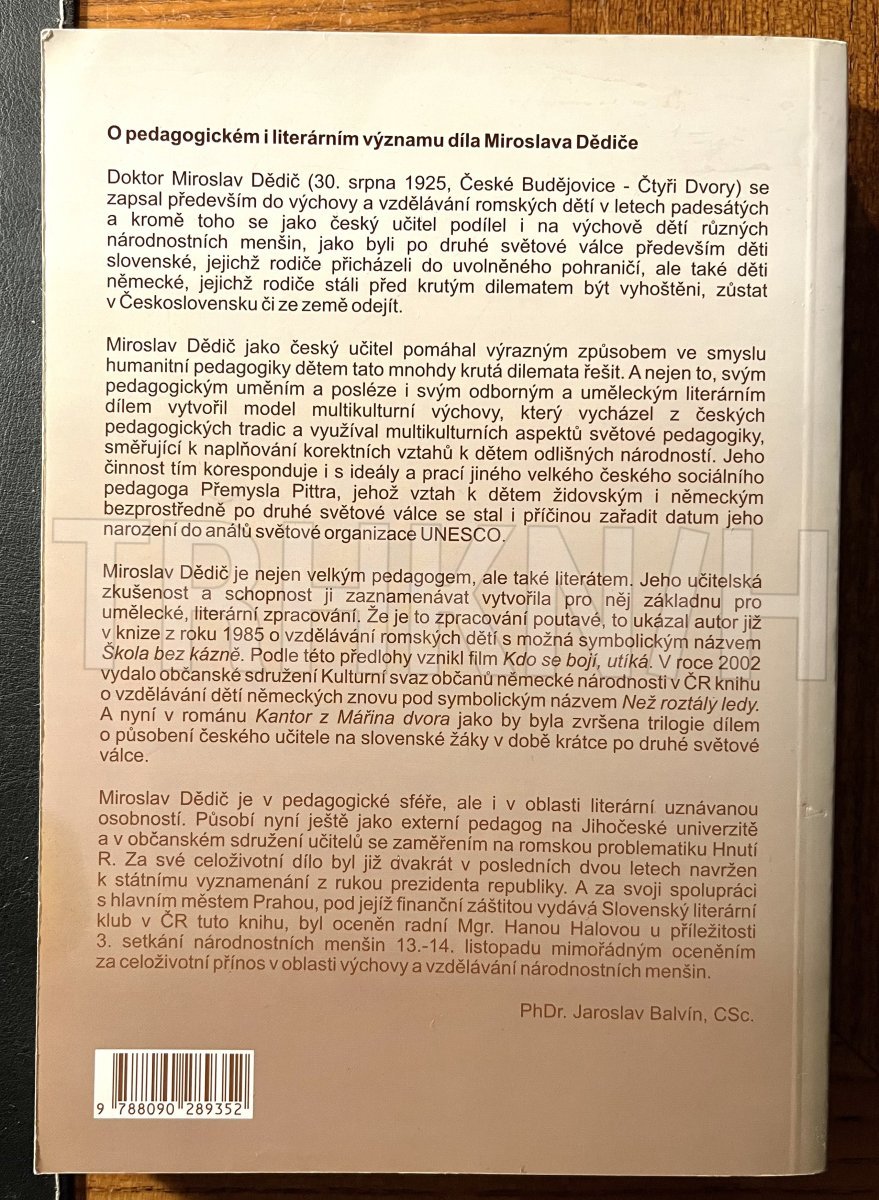 O pedagogickém i literárním významu díla Miroslava Dědiče
Doktor Miroslav Dědič (30. srpna 1925, České Budějovice - Čtyři Dvory) se
zapsal především do výchovy a vzdělávání romských dětí v letech padesátých
a kromě toho se jako český učitel podílel i na výchově dětí různých
národnostních menšin, jako byli po druhé světové válce především děti
slovenské, jejichž rodiče přicházeli do uvolněného pohraničí, ale také děti
německé, jejichž rodiče stáli před krutým dilematem být vyhoštěni, zůstat
v Československu či ze země odejít.
Miroslav Dědič jako český učitel pomáhal výrazným způsobem ve smyslu
humanitní pedagogiky dětem tato mnohdy krutá dilemata řešit. A nejen to, svým
pedagogickým uměním a posléze i svým odborným a uměleckým literárním
dílem vytvořil model multikulturní výchovy, který vycházel z českých
pedagogických tradic a využíval multikulturních aspektů světové pedagogiky,
směřující k naplňování korektních vztahů k dětem odlišných národností. Jeho
činnost tím koresponduje i s ideály a prací jiného velkého českého sociálního
pedagoga Přemysla Pittra, jehož vztah k dětem židovským i německým
bezprostředně po druhé světové válce se stal i příčinou zařadit datum jeho
narození do análů světové organizace UNESCO.
TRHKNIH
Miroslav Dědič je nejen velkým pedagogem, ale také literátem. Jeho učitelská
zkušenost a schopnost ji zaznamenávat vytvořila pro něj základnu pro
umělecké, literární zpracování. Že je to zpracování poutavé, to ukázal autor již
v knize z roku 1985 o vzdělávání romských dětí s možná symbolickým názvem
Škola bez kázně. Podle této předlohy vznikl film Kdo se bojí, utíká. V roce 2002
vydalo občanské sdružení Kulturní svaz občanů německé národnosti v ČR knihu
o vzdělávání dětí německých znovu pod symbolickým názvem Než roztály ledy.
A nyní v románu Kantor z Mářina dvora jako by byla zvršena trilogie dílem
o působení českého učitele na slovenské žáky v době krátce po druhé světové
válce.
Miroslav Dědič je v pedagogické sféře, ale i v oblasti literární uznávanou
osobností. Působí nyní ještě jako externí pedagog na Jihočeské univerzitě
a v občanském sdružení učitelů se zaměřením na romskou problematiku Hnutí
R. Za své celoživotní dílo byl již dvakrát v posledních dvou letech navržen
k státnímu vyznamenání z rukou prezidenta republiky. A za svoji spolupráci
s hlavním městem Prahou, pod jejíž finanční záštitou vydává Slovenský literární
klub v ČR tuto knihu, byl oceněn radní Mgr. Hanou Halovou u příležitosti
3. setkání národnostních menšin 13.-14. listopadu mimořádným oceněním
za celoživotní přínos v oblasti výchovy a vzdělávání národnostních menšin.
PhDr. Jaroslav Balvín, CSc.
9 788090 289352